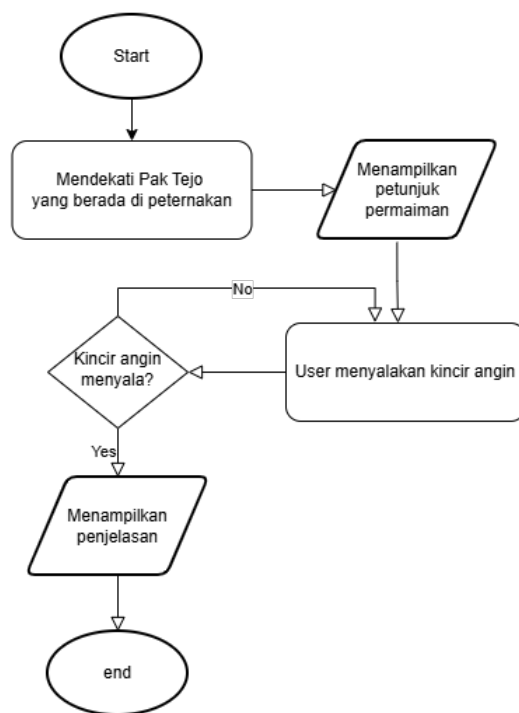 Start
Mendekati Pak Tejo
yang berada di peternakan
Menampilkan
petunjuk
permaiman
No
Kincir angin
menyala?
User menyalakan kincir angin
Yes
Menampilkan
penjelasan
end